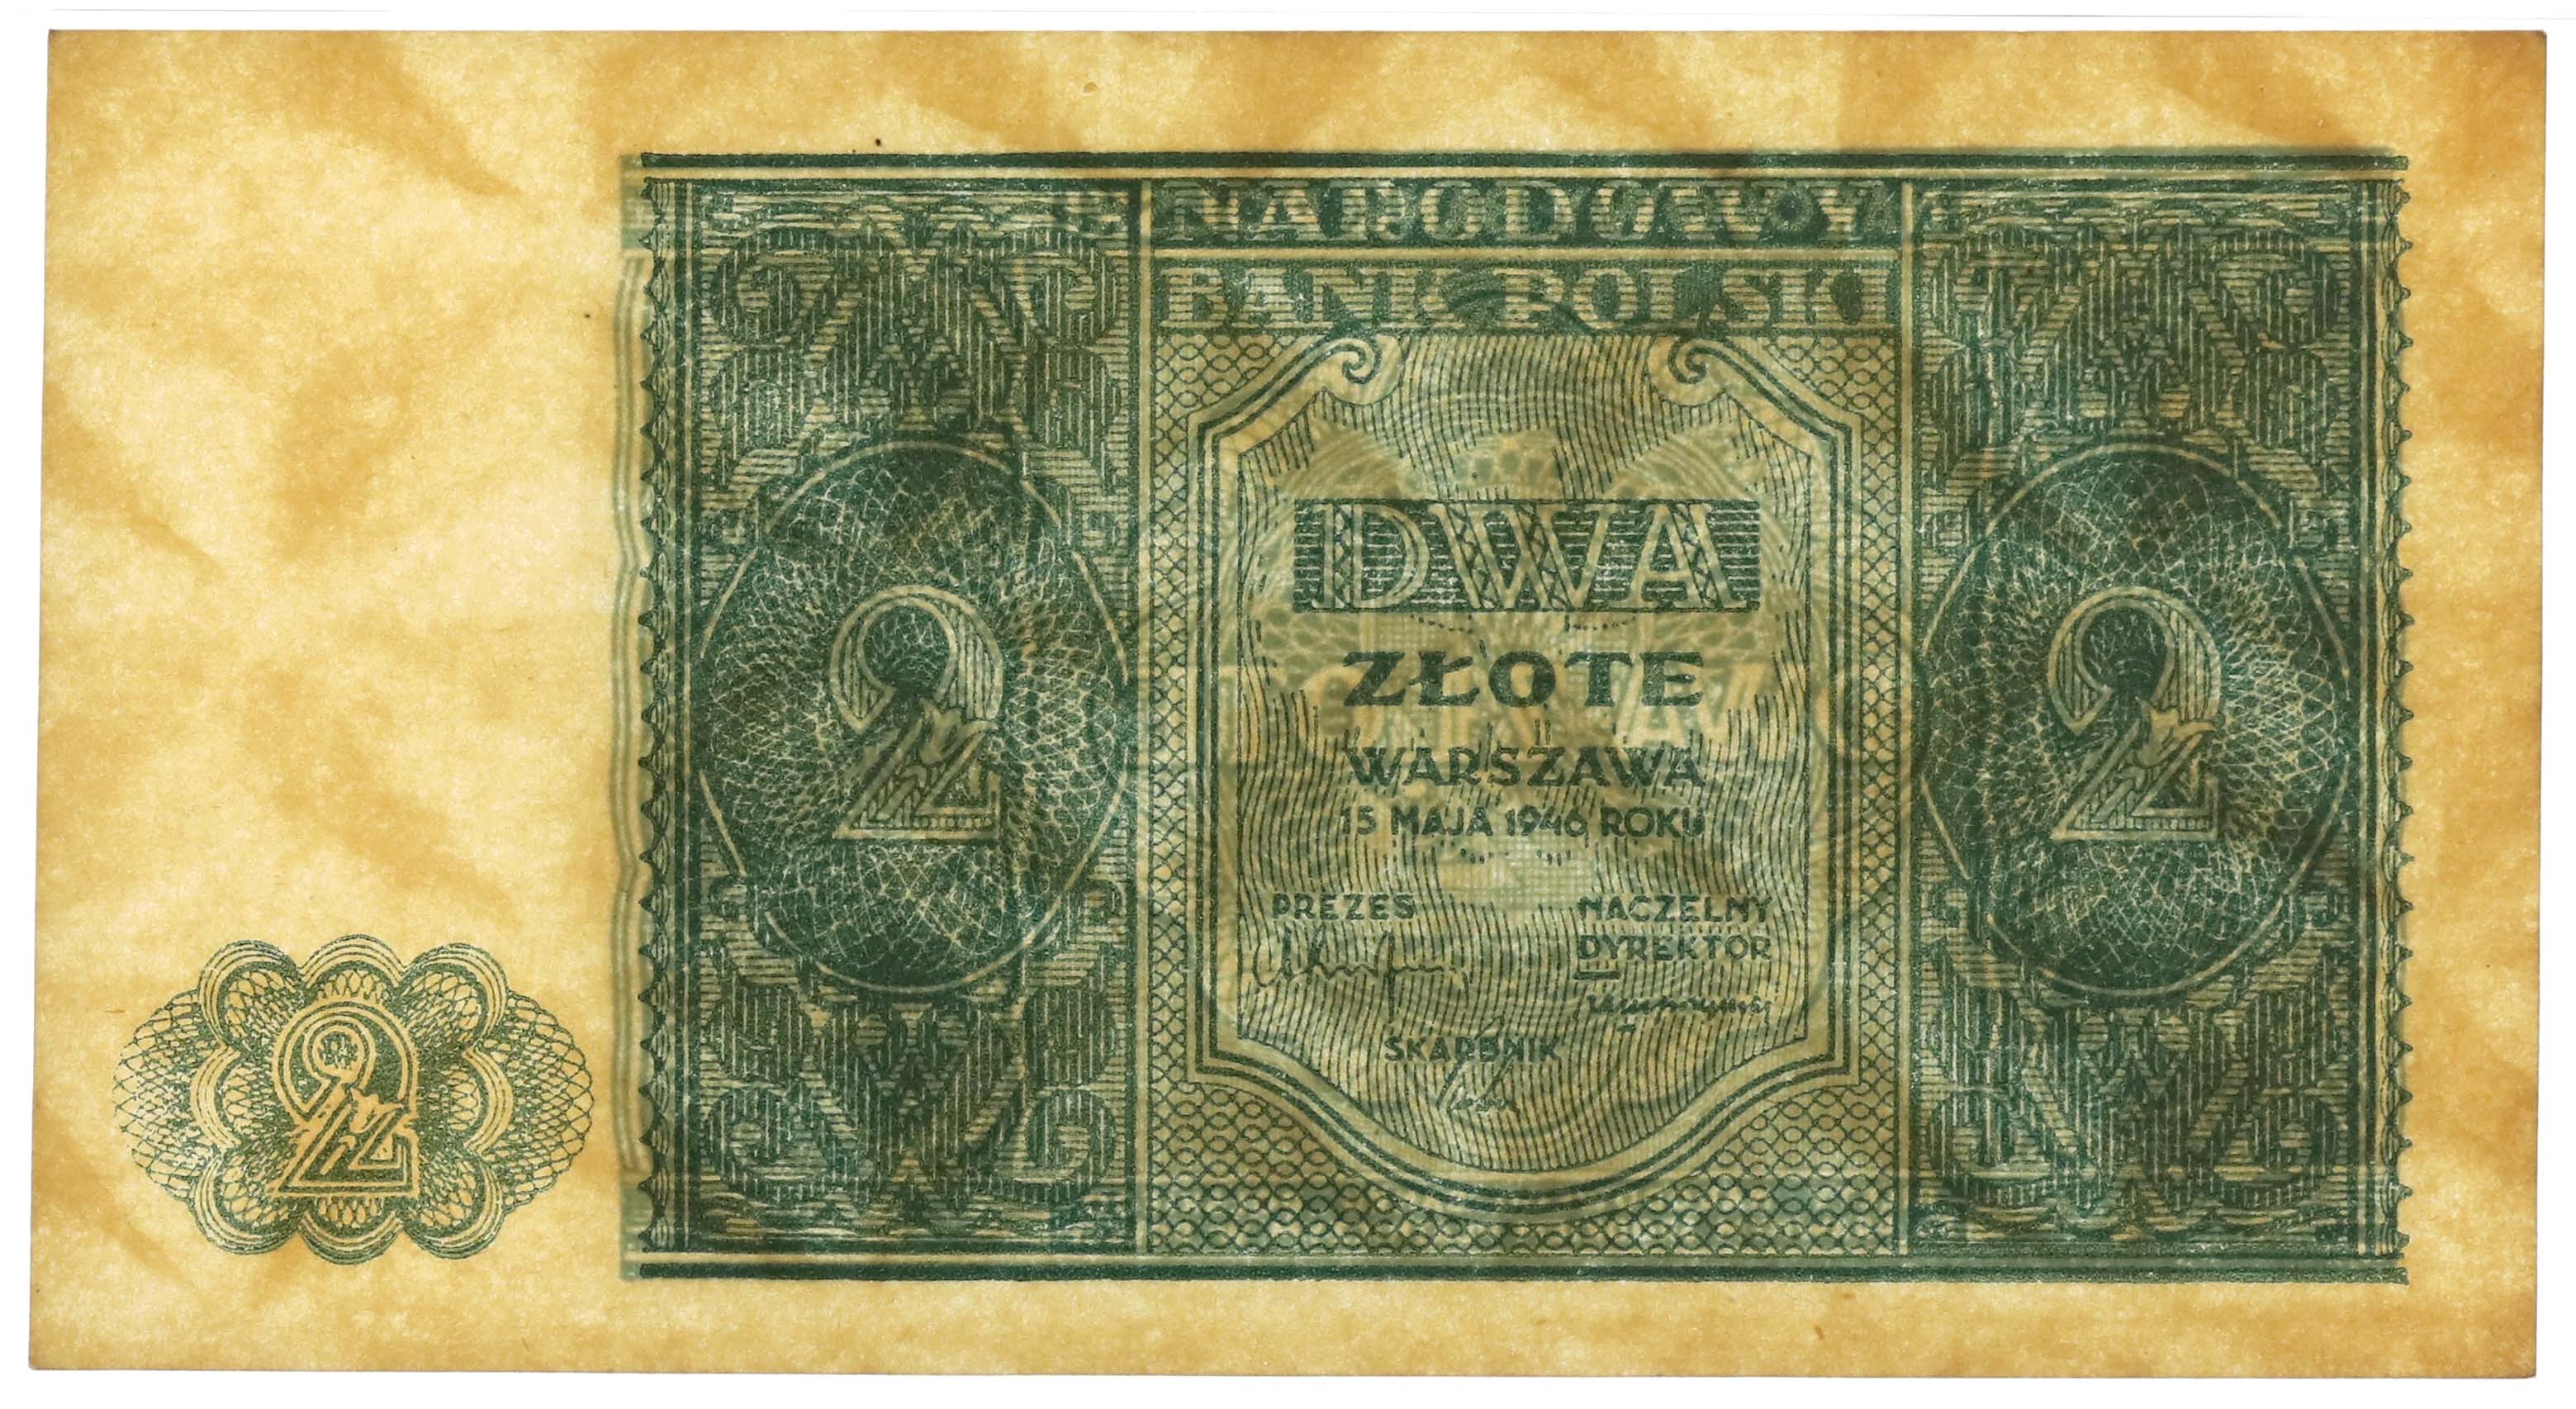 NARODOWY
BANK POLSKI
DWA
ZŁOTE
WARSZAWA
15 MAJA 1946 ROKU
PREZES
NACZELNY
DYREKTOR
SKARBNIK
2
2
2